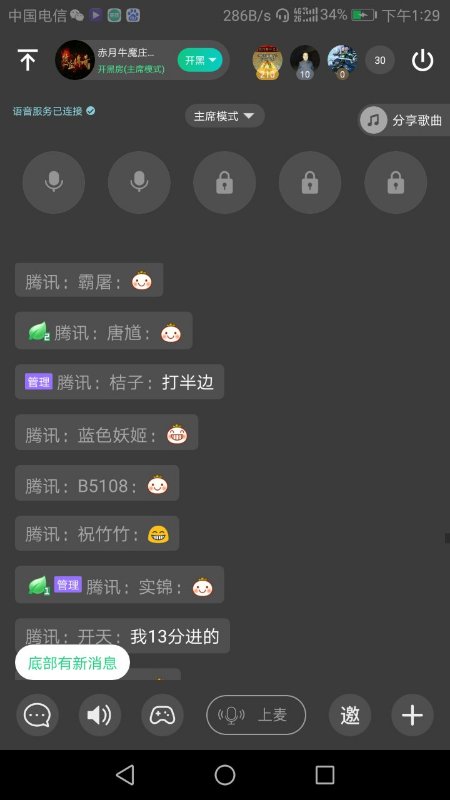 中国电信
286B/s 34% 下午1:29
赤月牛魔庄...
开黑房(主席模式)
开黑
210
10
0
30
语音服务已连接
主席模式
分享歌曲
腾讯：霸屠：
2 腾讯：唐馗：
管理 腾讯：桔子：打半边
腾讯：蓝色妖姬：
腾讯：B5108：
腾讯：祝竹竹：
1 管理 腾讯：实锦：
腾讯：开天：我13分进的
底部有新消息
上麦
邀